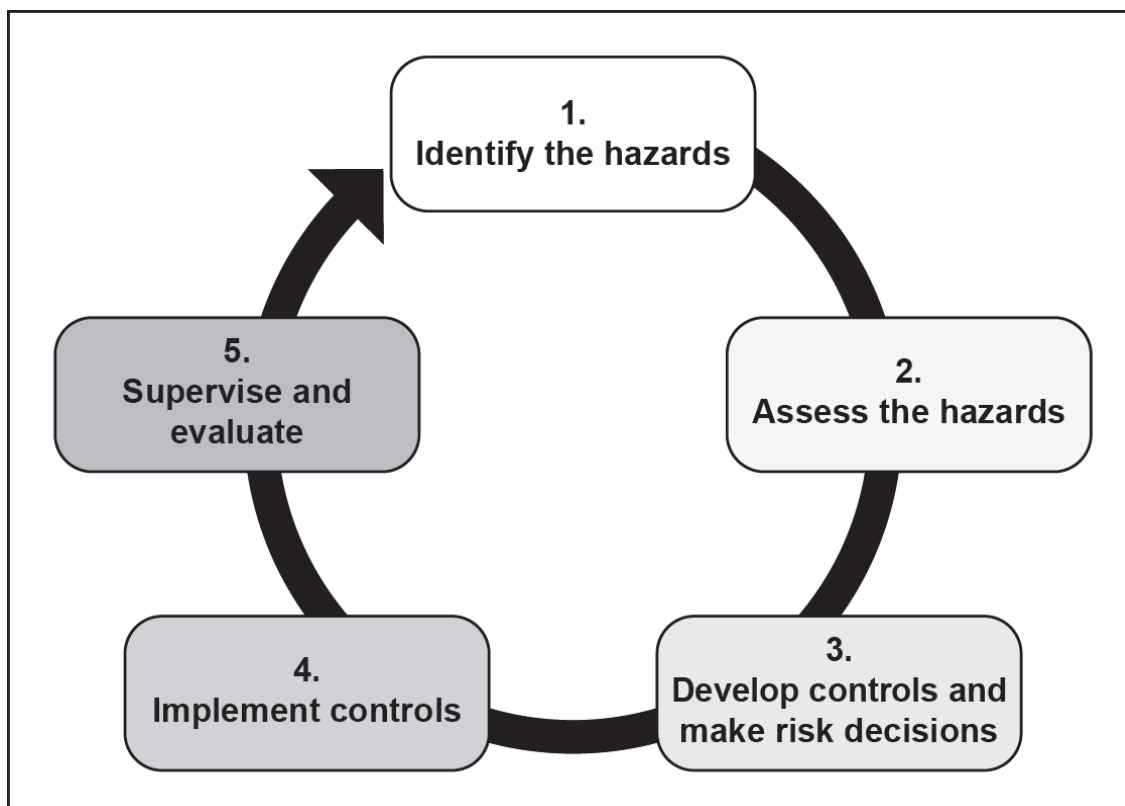 1.
Identify the hazards
2.
Assess the hazards
3.
Develop controls and
make risk decisions
4.
Implement controls
5.
Supervise and
evaluate